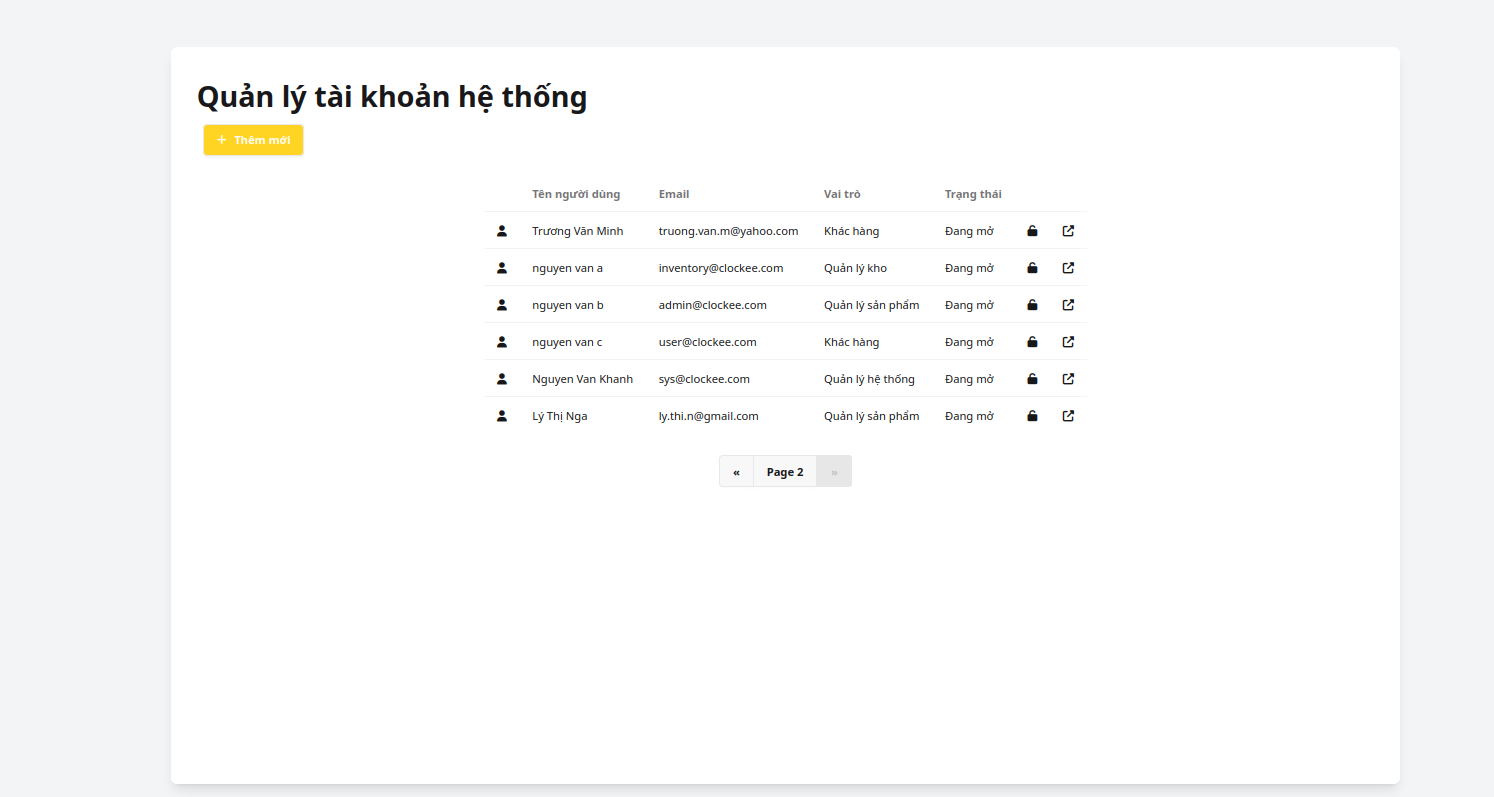 Quản lý tài khoản hệ thống
+ Thêm mới
Tên người dùng Email Vai trò Trạng thái
Trương Văn Minh truong.van.m@yahoo.com Khác hàng Đang mở
nguyen van a inventory@clockee.com Quản lý kho Đang mở
nguyen van b admin@clockee.com Quản lý sản phẩm Đang mở
nguyen van c user@clockee.com Khác hàng Đang mở
Nguyen Van Khanh sys@clockee.com Quản lý hệ thống Đang mở
Lý Thị Nga ly.thi.n@gmail.com Quản lý sản phẩm Đang mở
« Page 2 »